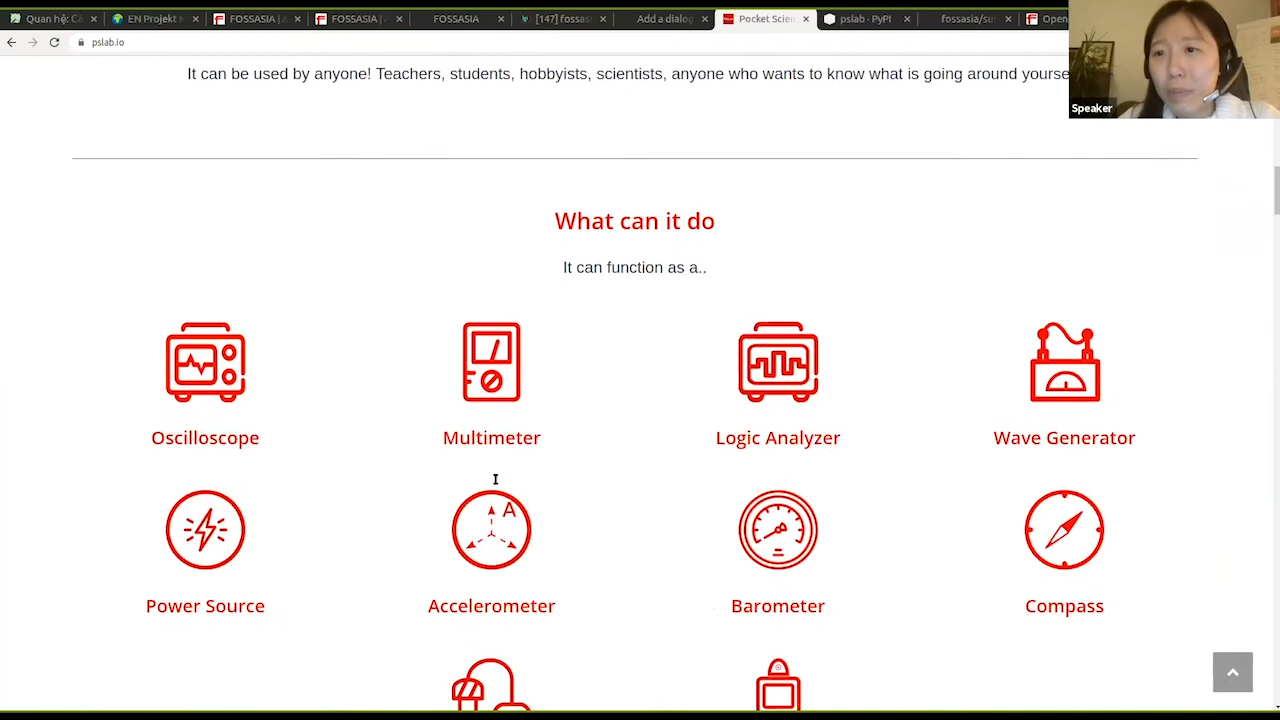 Quan hệ: Cá
EN Projekt M
FOSSASIA | A
FOSSASIA |
FOSSASIA
[147] fossas
Add a dialog
Pocket Scien
pslab · PyPI
fossasia/su
Open
pslab.io
It can be used by anyone! Teachers, students, hobbyists, scientists, anyone who wants to know what is going around yourse
Speaker
What can it do
It can function as a..
Oscilloscope
Multimeter
Logic Analyzer
Wave Generator
A
Power Source
Accelerometer
Barometer
Compass